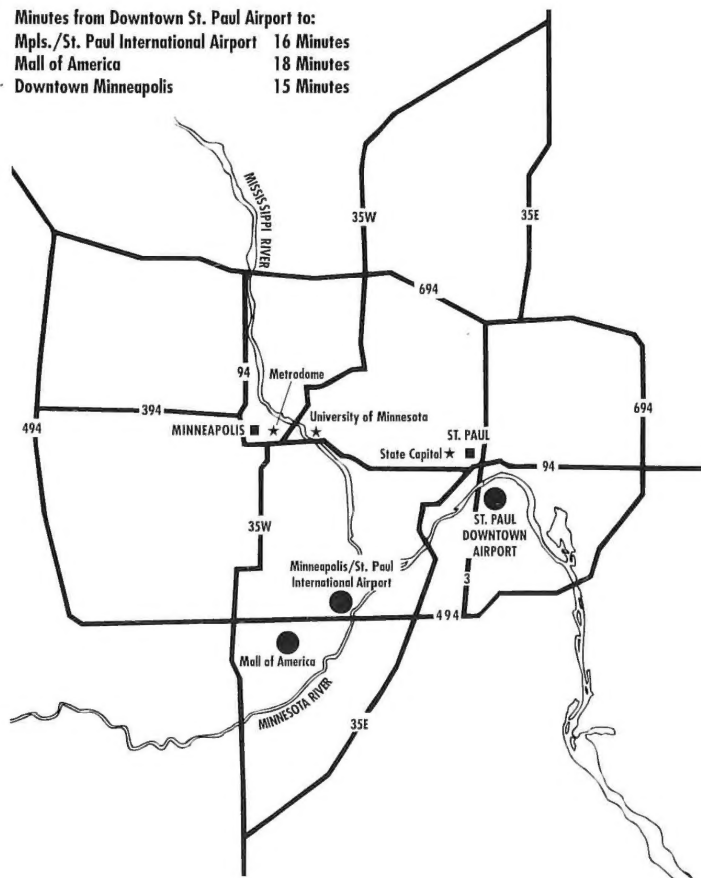 Minutes from Downtown St. Paul Airport to:
Mpls./St. Paul International Airport 16 Minutes
Mall of America 18 Minutes
Downtown Minneapolis 15 Minutes
MISSISSIPPI RIVER
35W
35E
694
94
Metrodome
394
MINNEAPOLIS
University of Minnesota
494
ST. PAUL
State Capital
694
94
ST. PAUL
DOWNTOWN
AIRPORT
35W
Minneapolis/St. Paul
International Airport
3
494
Mall of America
MINNESOTA RIVER
35E